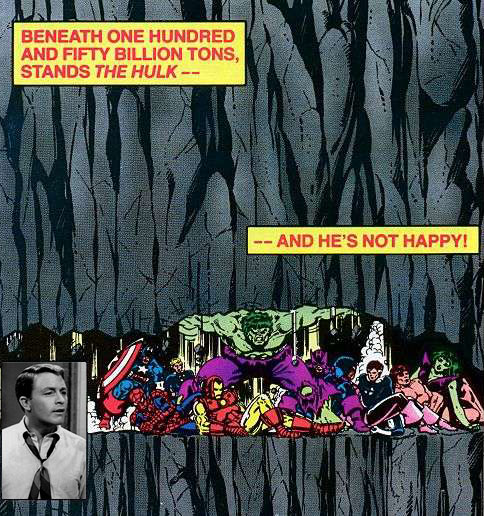 BENEATH ONE HUNDRED
AND FIFTY BILLION TONS,
STANDS THE HULK --
-- AND HE'S NOT HAPPY!